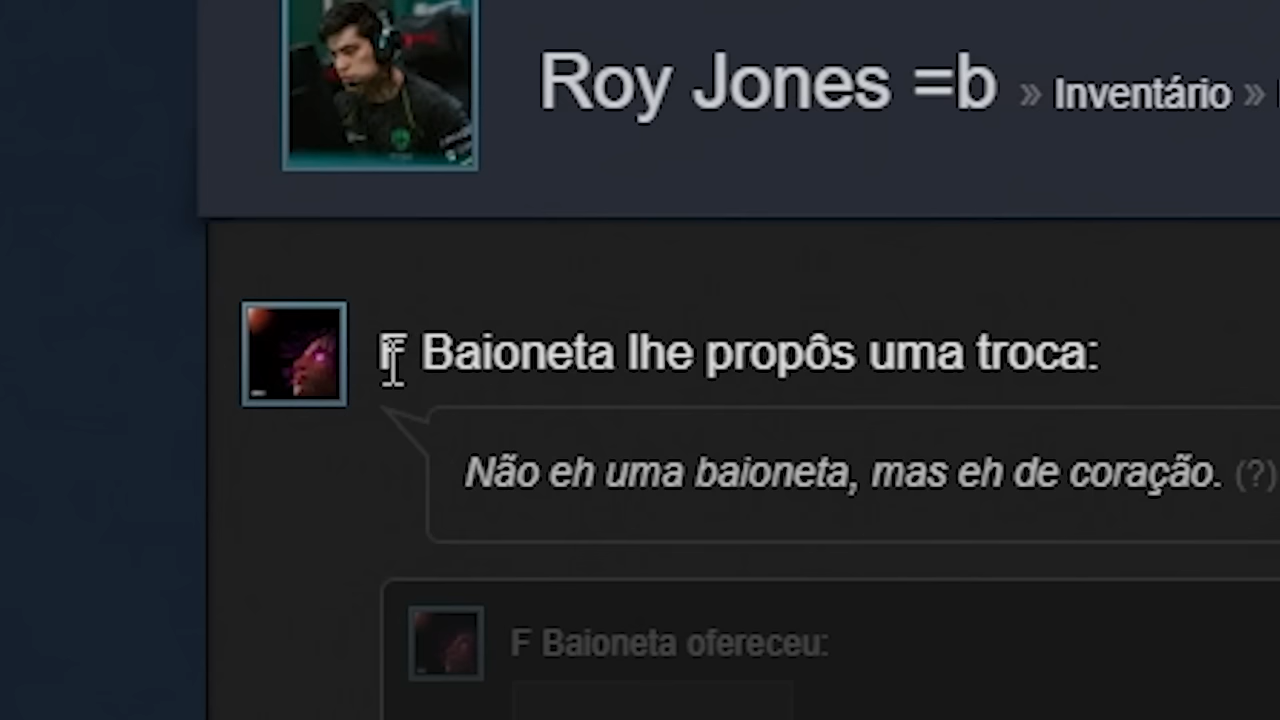 Roy Jones =b » Inventário »
F Baioneta lhe propôs uma troca:
Não eh uma baioneta, mas eh de coração. (?)
F Baioneta ofereceu: